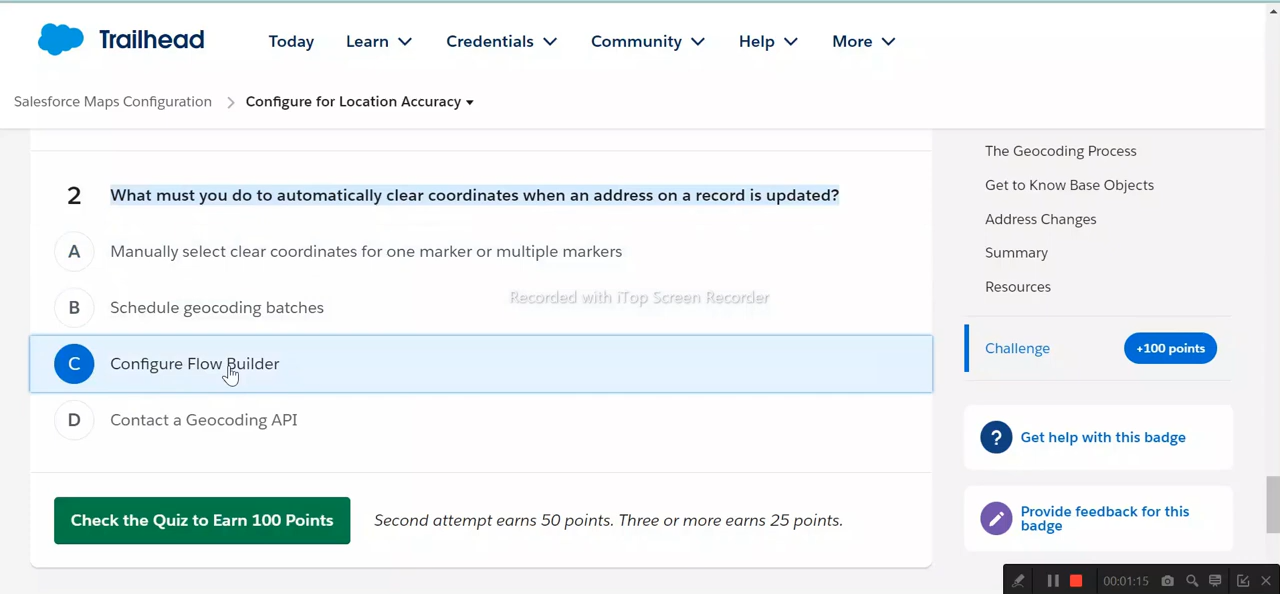 Trailhead
Today
Learn
Credentials
Community
Help
More
Salesforce Maps Configuration
Configure for Location Accuracy
2
What must you do to automatically clear coordinates when an address on a record is updated?
A
Manually select clear coordinates for one marker or multiple markers
B
Schedule geocoding batches
Recorded with iTop Screen Recorder
C
Configure Flow Builder
D
Contact a Geocoding API
Check the Quiz to Earn 100 Points
Second attempt earns 50 points. Three or more earns 25 points.
The Geocoding Process
Get to Know Base Objects
Address Changes
Summary
Resources
Challenge
+100 points
?
Get help with this badge
Provide feedback for this
badge
00:01:15